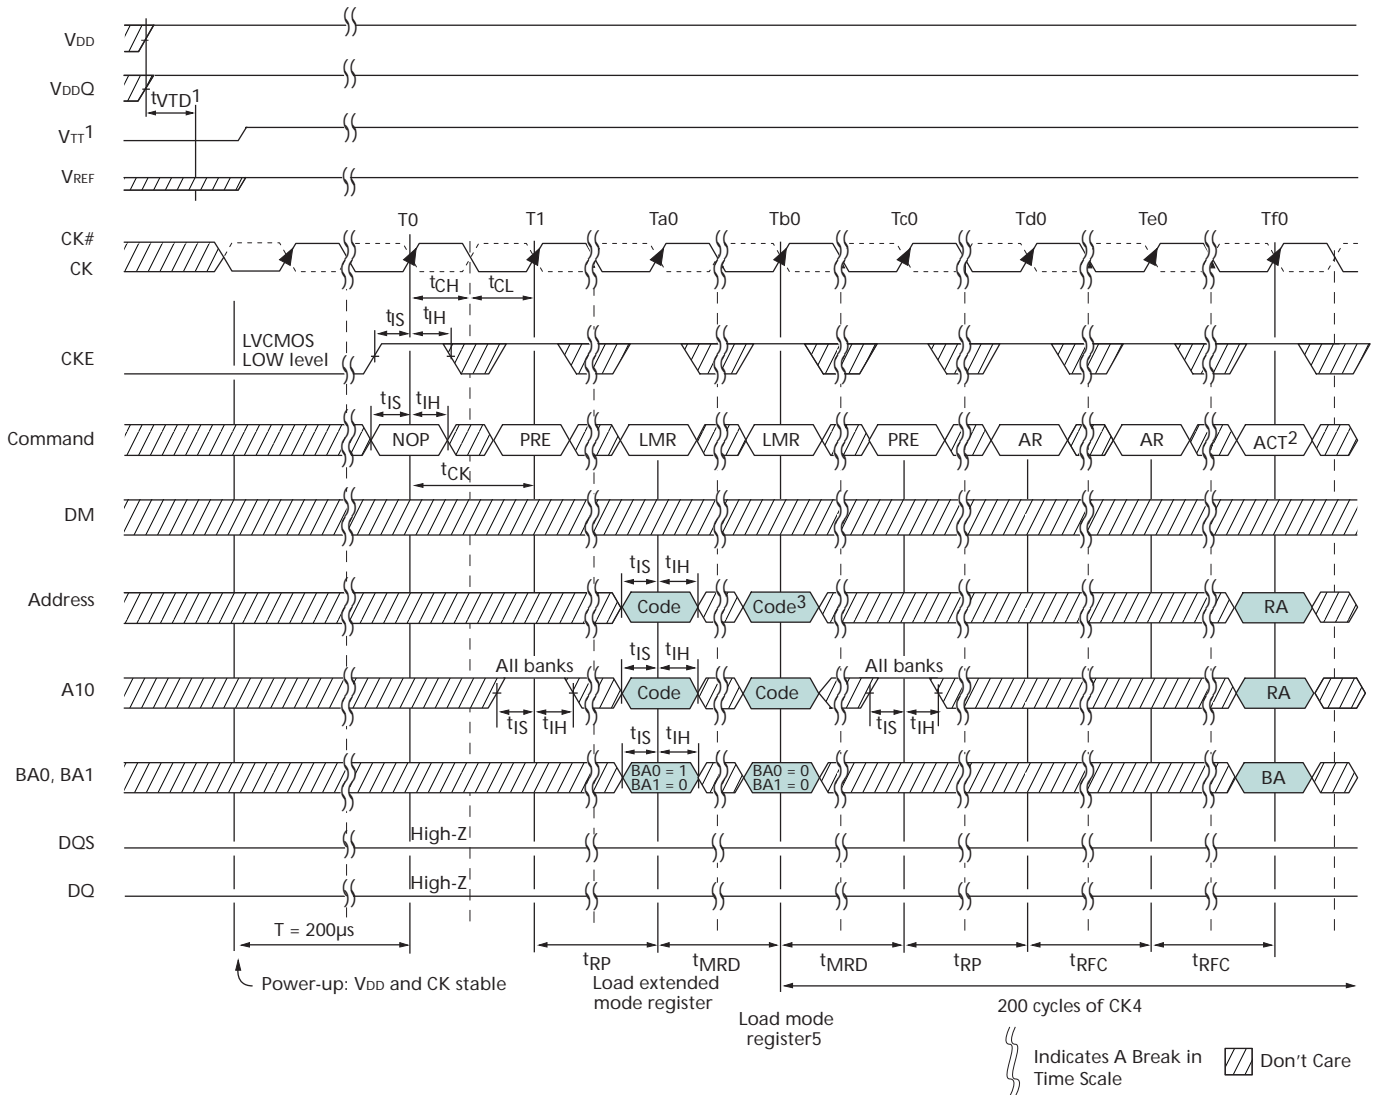 VDD
VDDQ
tVTD1
VTT1
VREF
T0 T1 Ta0 Tb0 Tc0 Td0 Te0 Tf0
CK#
CK
tCH tCL
tIS tIH
LVCMOS
LOW level
CKE
tIS tIH
Command NOP PRE LMR LMR PRE AR AR ACT2
tCK
DM
tIS tIH
Address Code Code3 RA
All banks tIS tIH All banks
A10 Code Code RA
tIS tIH tIS tIH
tIS tIH
BA0, BA1 BA0 = 1 BA0 = 0 BA
BA1 = 0 BA1 = 0
DQS High-Z
DQ High-Z
T = 200µs
tRP tMRD tMRD tRP tRFC tRFC
Power-up: VDD and CK stable
Load extended
mode register
200 cycles of CK4
Load mode
register5
Indicates A Break in
Time Scale
Don't Care